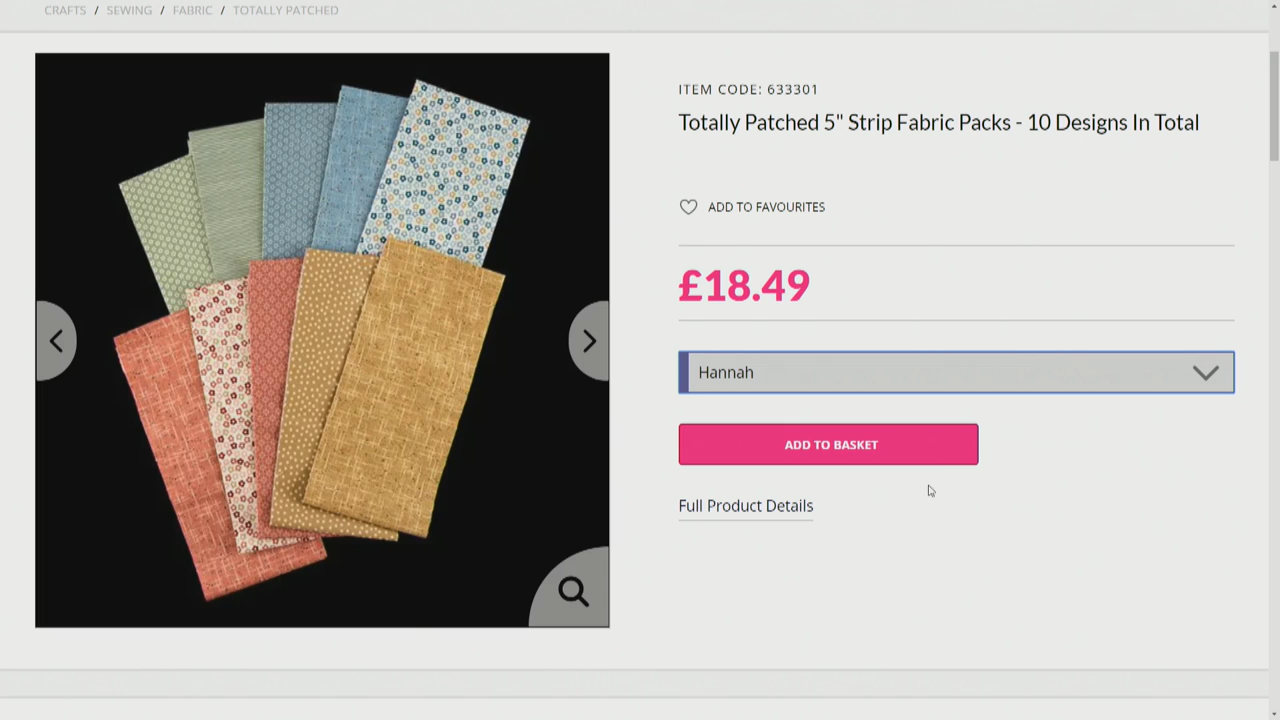 CRAFTS / SEWING / FABRIC / TOTALLY PATCHED
ITEM CODE: 633301
Totally Patched 5" Strip Fabric Packs - 10 Designs In Total
ADD TO FAVOURITES
£18.49
Hannah
ADD TO BASKET
Full Product Details